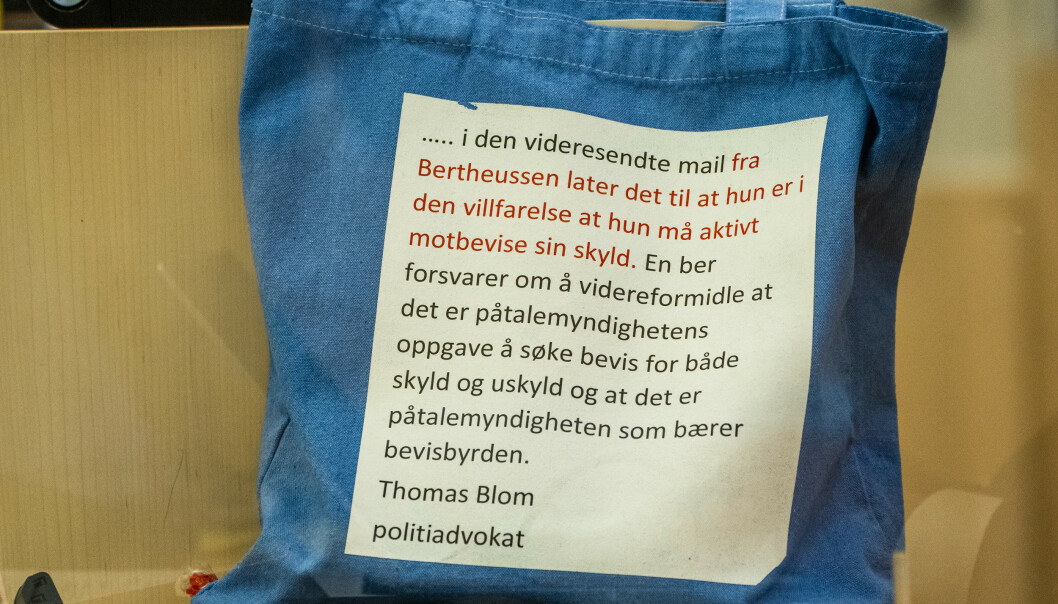 ..... i den videresendte mail fra
Bertheussen later det til at hun er i
den villfarelse at hun må aktivt
motbevise sin skyld. En ber
forsvarer om å videreformidle at
det er påtalemyndighetens
oppgave å søke bevis for både
skyld og uskyld og at det er
påtalemyndigheten som bærer
bevisbyrden.
Thomas Blom
politiadvokat